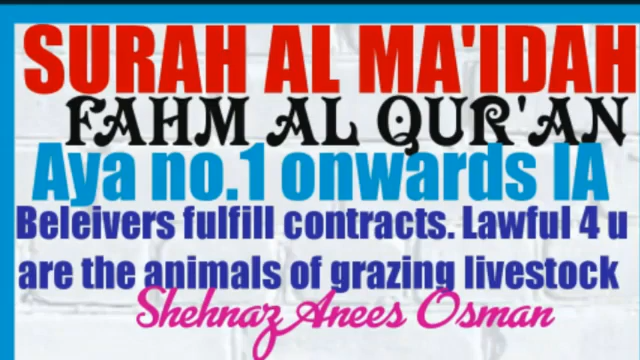 SURAH AL MA'IDAH
FAHM AL QUR'AN
Aya no.1 onwards IA
Beleivers fulfill contracts. Lawful 4 u
are the animals of grazing livestock
Shehnaz Anees Osman